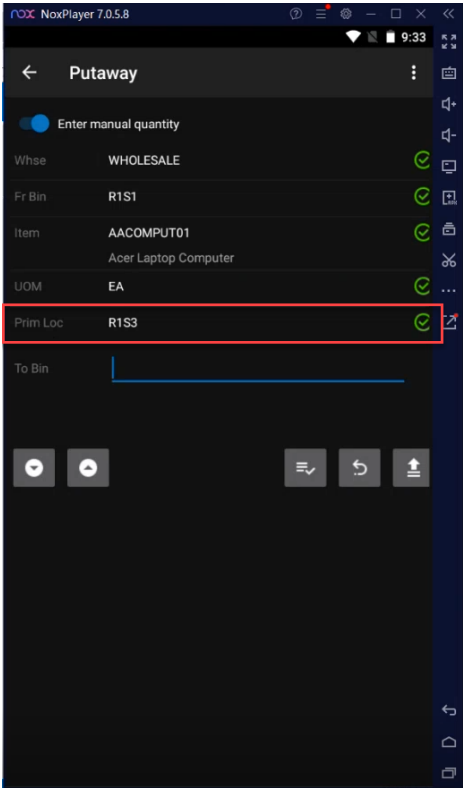 nox NoxPlayer 7.0.5.8
9:33
Putaway
Enter manual quantity
Whse WHOLESALE
Fr Bin R1S1
Item AACOMPUT01
Acer Laptop Computer
UOM EA
Prim Loc R1S3
To Bin